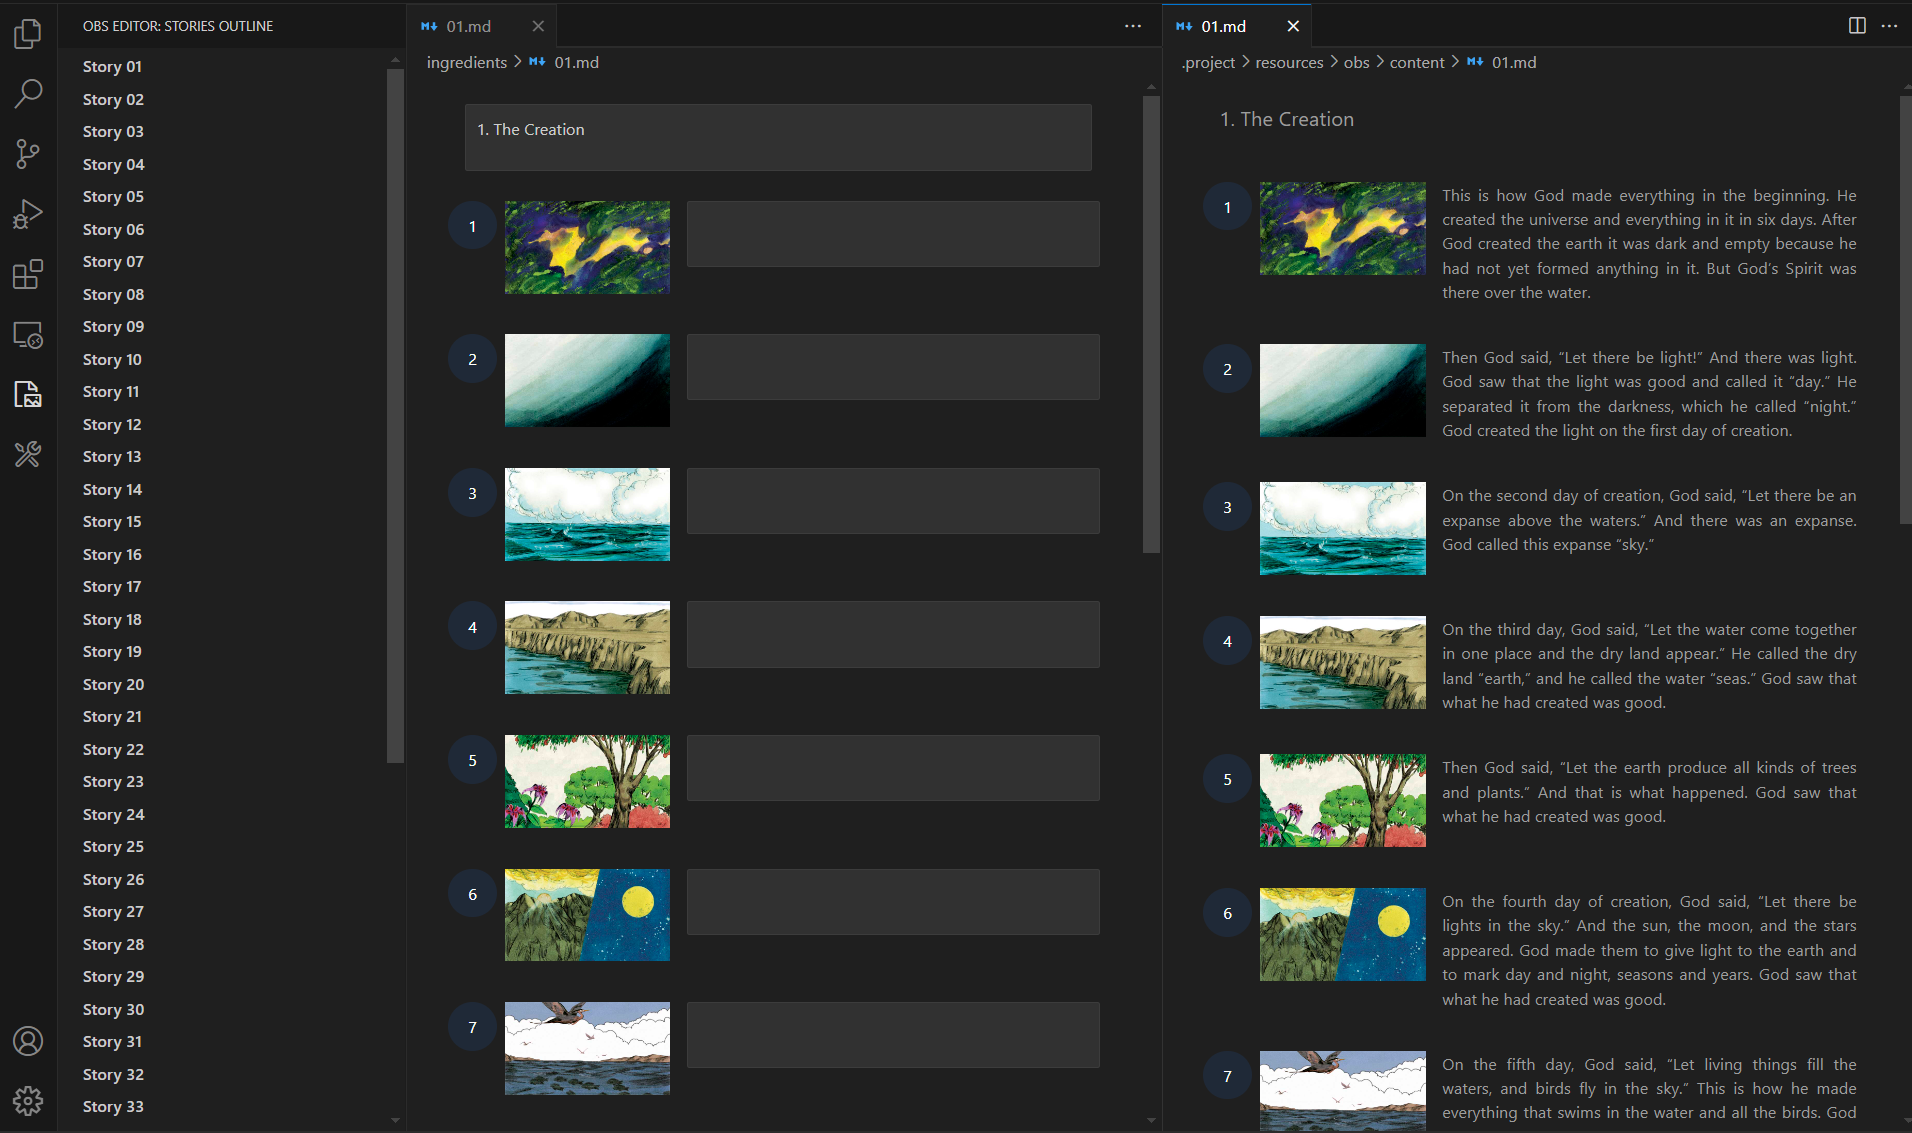 OBS EDITOR: STORIES OUTLINE
Story 01
Story 02
Story 03
Story 04
Story 05
Story 06
Story 07
Story 08
Story 09
Story 10
Story 11
Story 12
Story 13
Story 14
Story 15
Story 16
Story 17
Story 18
Story 19
Story 20
Story 21
Story 22
Story 23
Story 24
Story 25
Story 26
Story 27
Story 28
Story 29
Story 30
Story 31
Story 32
Story 33
01.md
ingredients > 01.md
1. The Creation
1
2
3
4
5
6
7
01.md
.project > resources > obs > content > 01.md
1. The Creation
1
This is how God made everything in the beginning. He
created the universe and everything in it in six days. After
God created the earth it was dark and empty because he
had not yet formed anything in it. But God’s Spirit was
there over the water.
2
Then God said, “Let there be light!” And there was light.
God saw that the light was good and called it “day.” He
separated it from the darkness, which he called “night.”
God created the light on the first day of creation.
3
On the second day of creation, God said, “Let there be an
expanse above the waters.” And there was an expanse.
God called this expanse “sky.”
4
On the third day, God said, “Let the water come together
in one place and the dry land appear.” He called the dry
land “earth,” and he called the water “seas.” God saw that
what he had created was good.
5
Then God said, “Let the earth produce all kinds of trees
and plants.” And that is what happened. God saw that
what he had created was good.
6
On the fourth day of creation, God said, “Let there be
lights in the sky.” And the sun, the moon, and the stars
appeared. God made them to give light to the earth and
to mark day and night, seasons and years. God saw that
what he had created was good.
7
On the fifth day, God said, “Let living things fill the
waters, and birds fly in the sky.” This is how he made
everything that swims in the water and all the birds. God